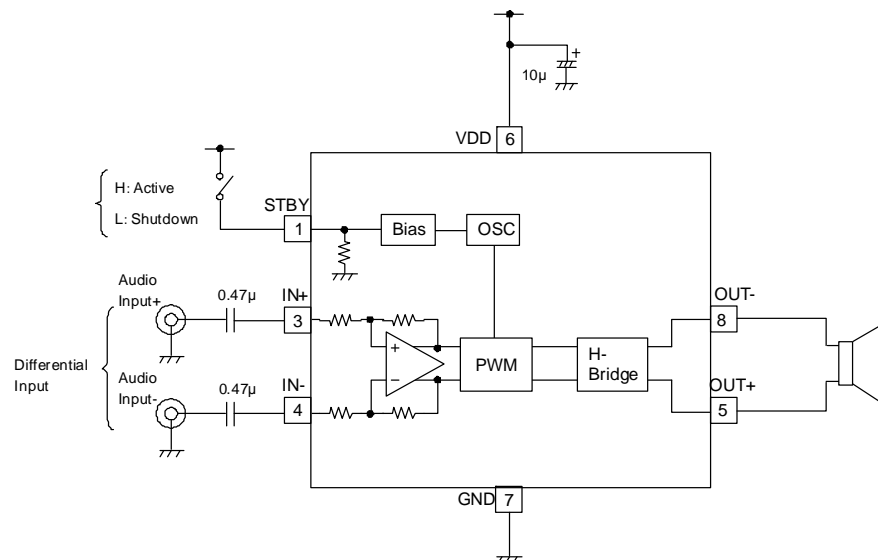 +
10µ
VDD
6
H: Active
L: Shutdown
STBY
1
Bias
OSC
Audio
Input+
0.47µ
IN+
3
OUT-
8
+
−
PWM
H-
Bridge
Differential
Input
Audio
Input-
0.47µ
IN-
4
OUT+
5
GND
7